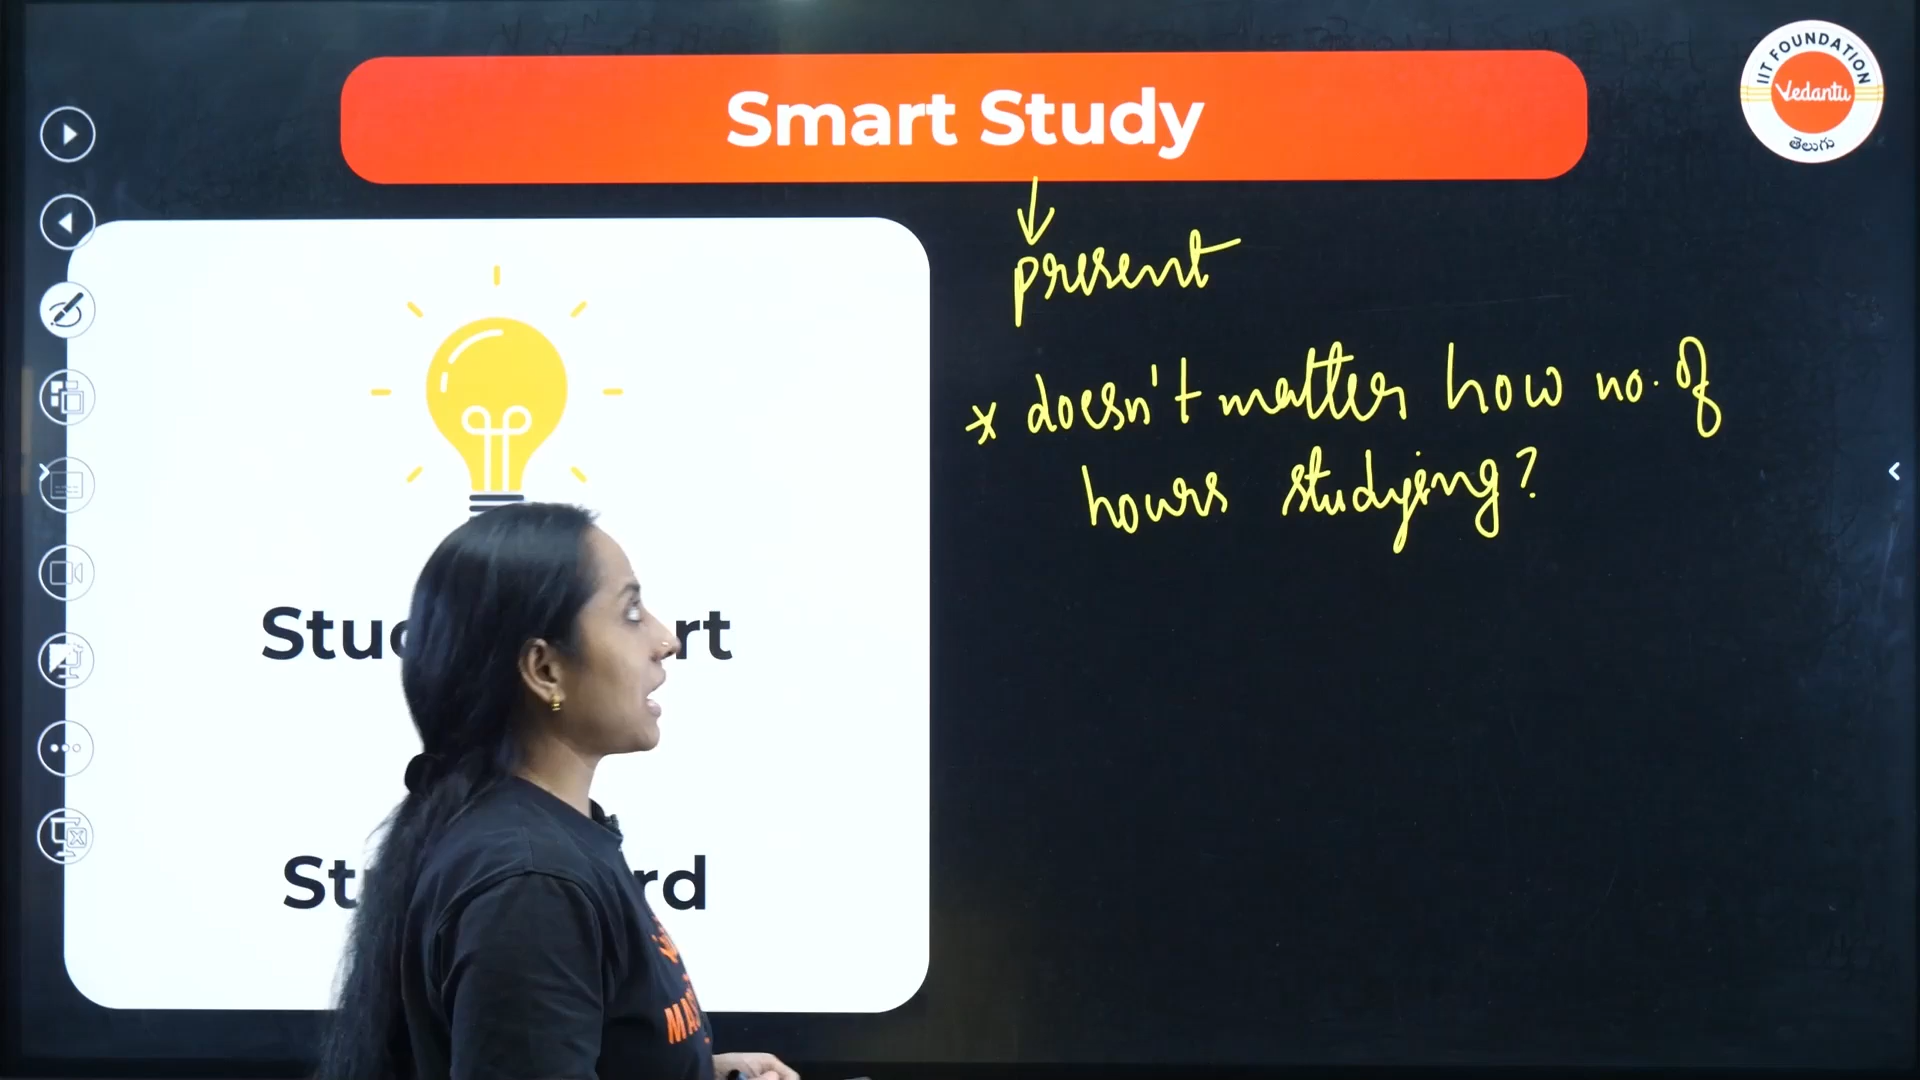 Smart Study
IIT FOUNDATION
Vedantu
తెలుగు
present
* doesn't matter how no. of
hours studying?